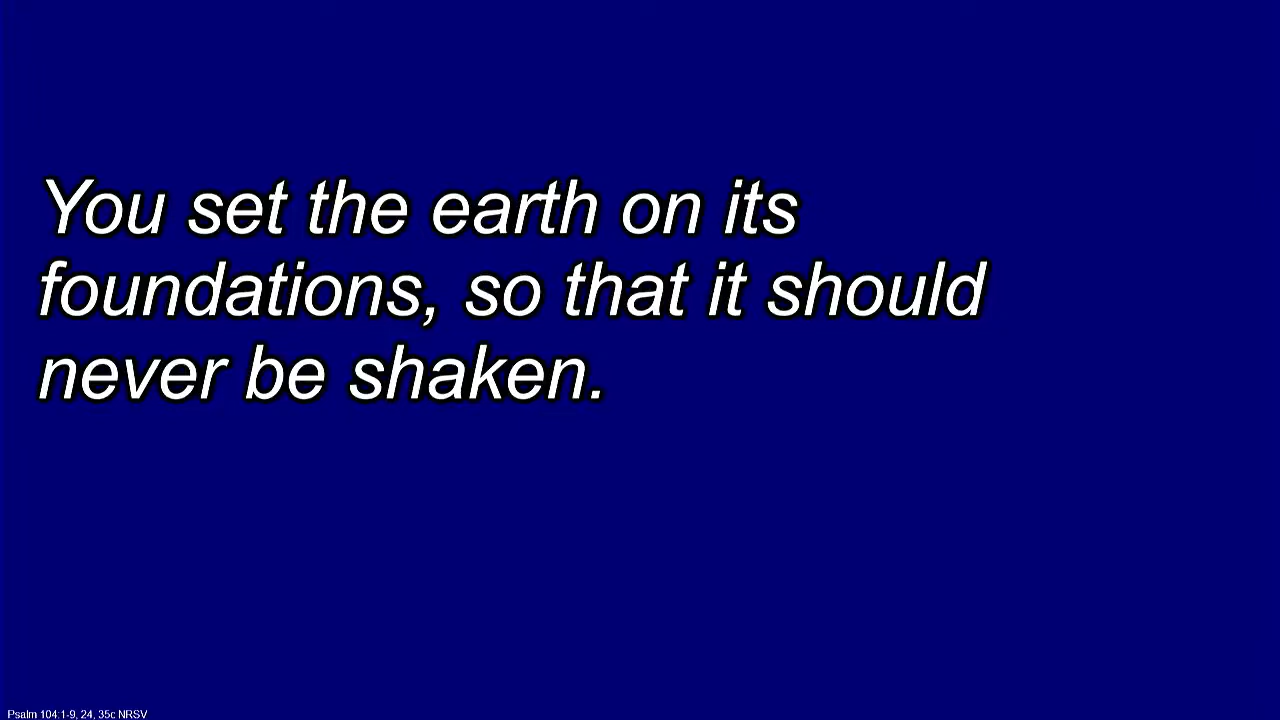 You set the earth on its
foundations, so that it should
never be shaken.
Psalm 104:1-9, 24, 35c NRSV